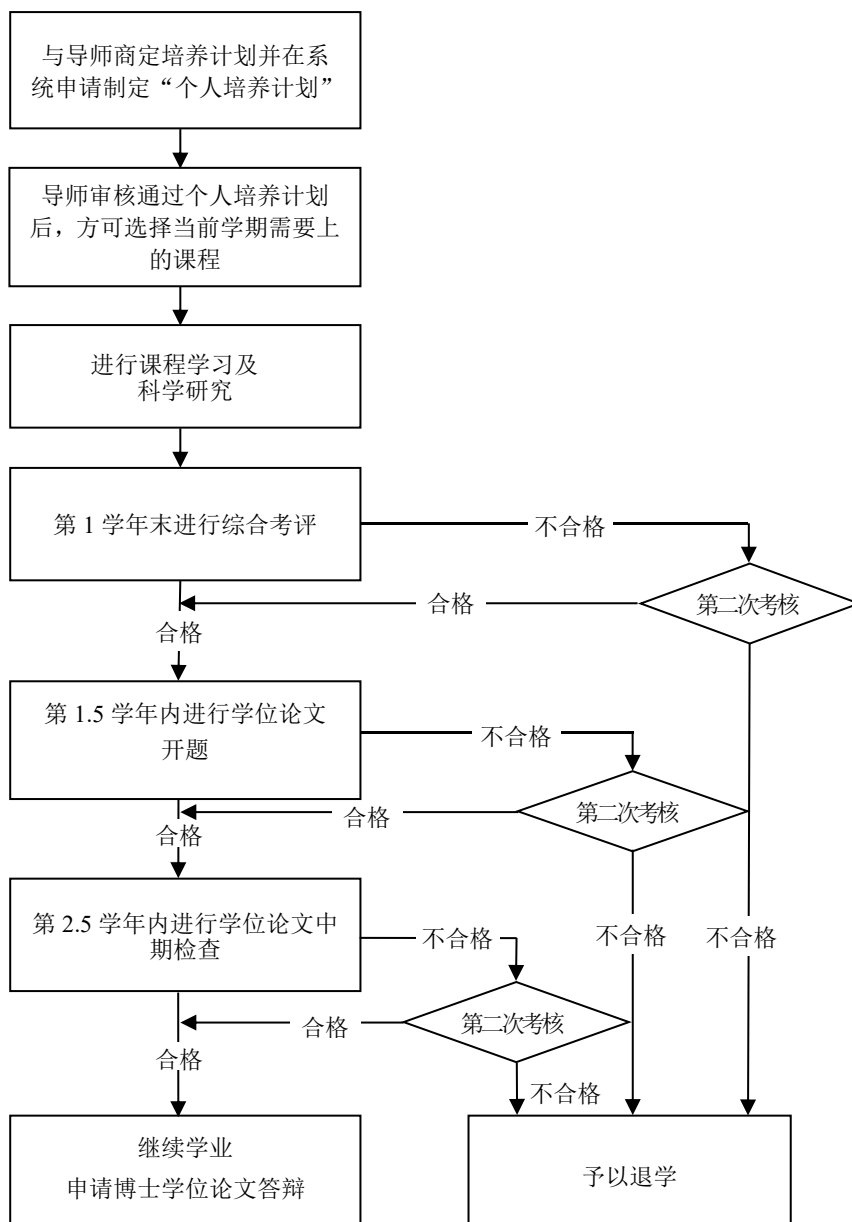 与导师商定培养计划并在系
统申请制定“个人培养计划”
导师审核通过个人培养计划
后，方可选择当前学期需要上
的课程
进行课程学习及
科学研究
第 1 学年末进行综合考评
不合格
第二次考核
合格
合格
第 1.5 学年内进行学位论文
开题
不合格
第二次考核
合格
合格
第 2.5 学年内进行学位论文中
期检查
不合格
不合格
不合格
第二次考核
合格
合格
不合格
继续学业
申请博士学位论文答辩
予以退学